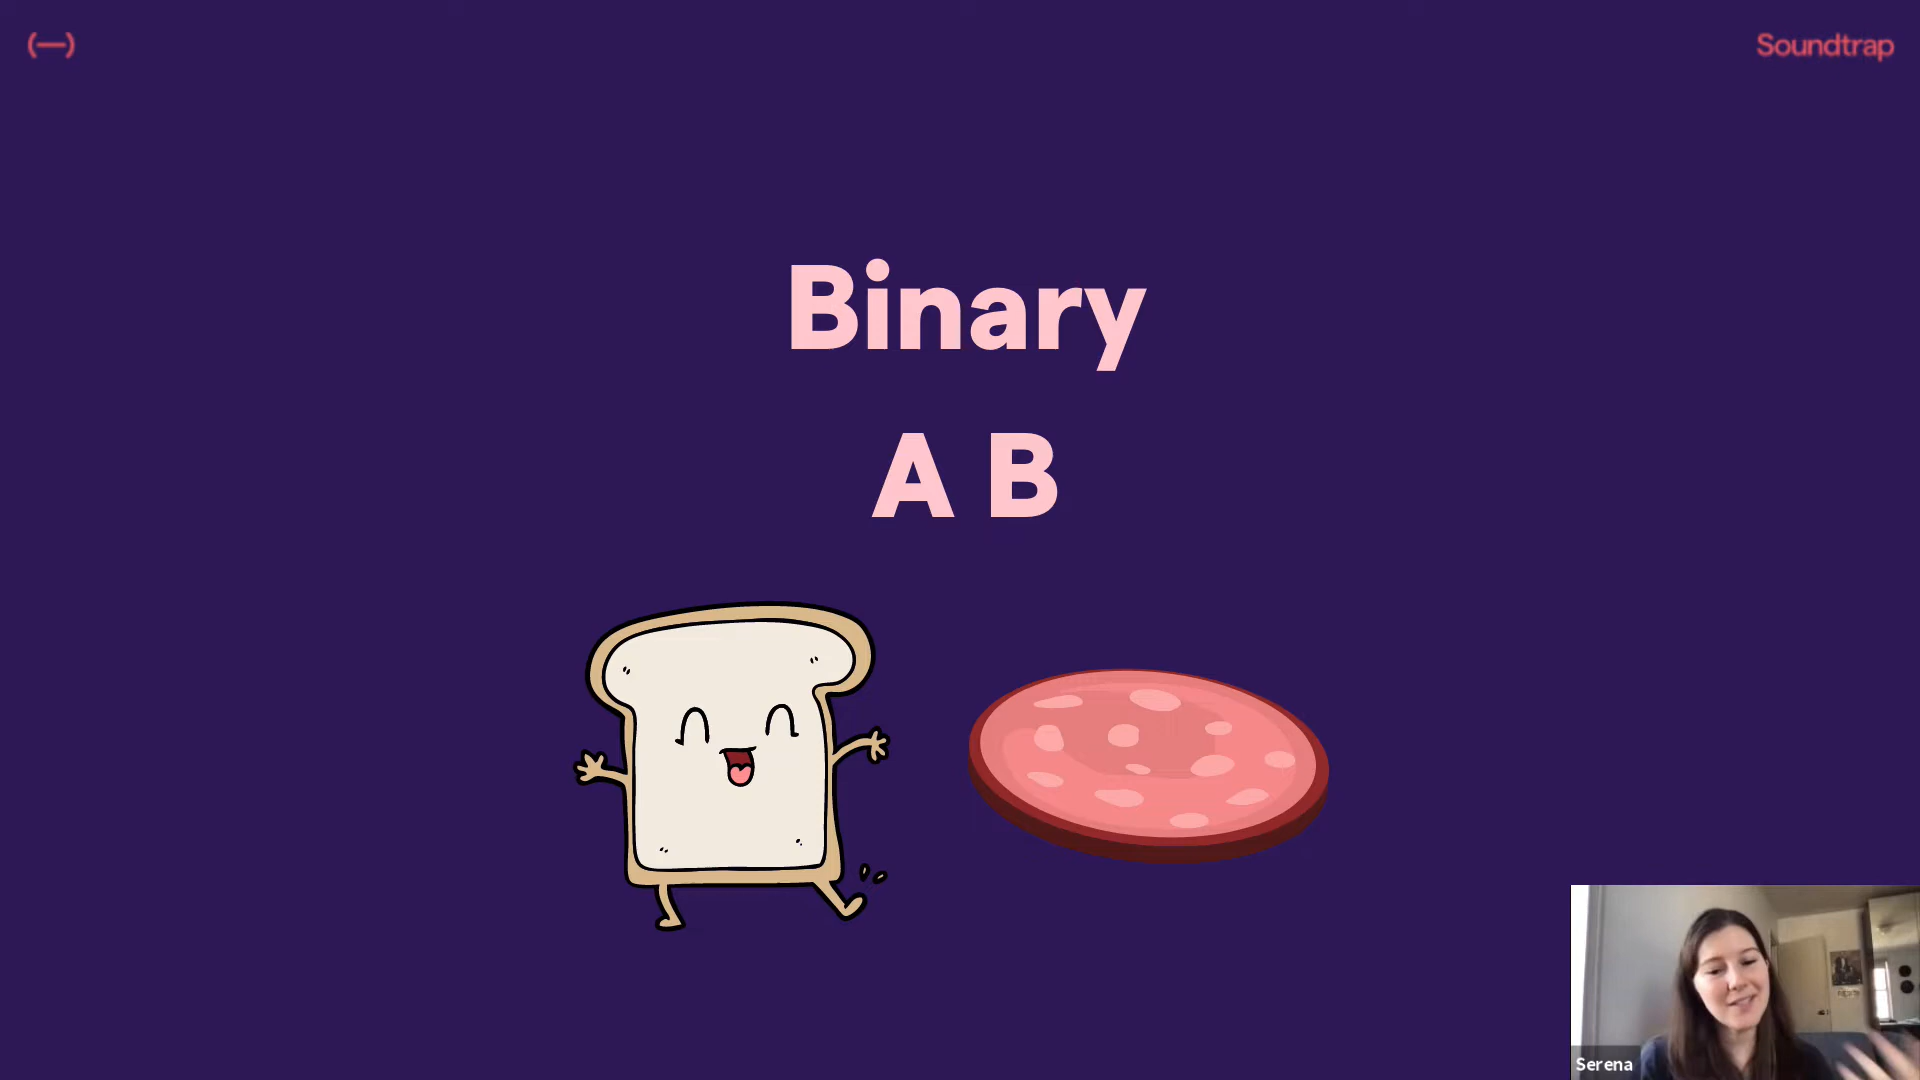 (—)
Soundtrap
Binary
A B
Serena